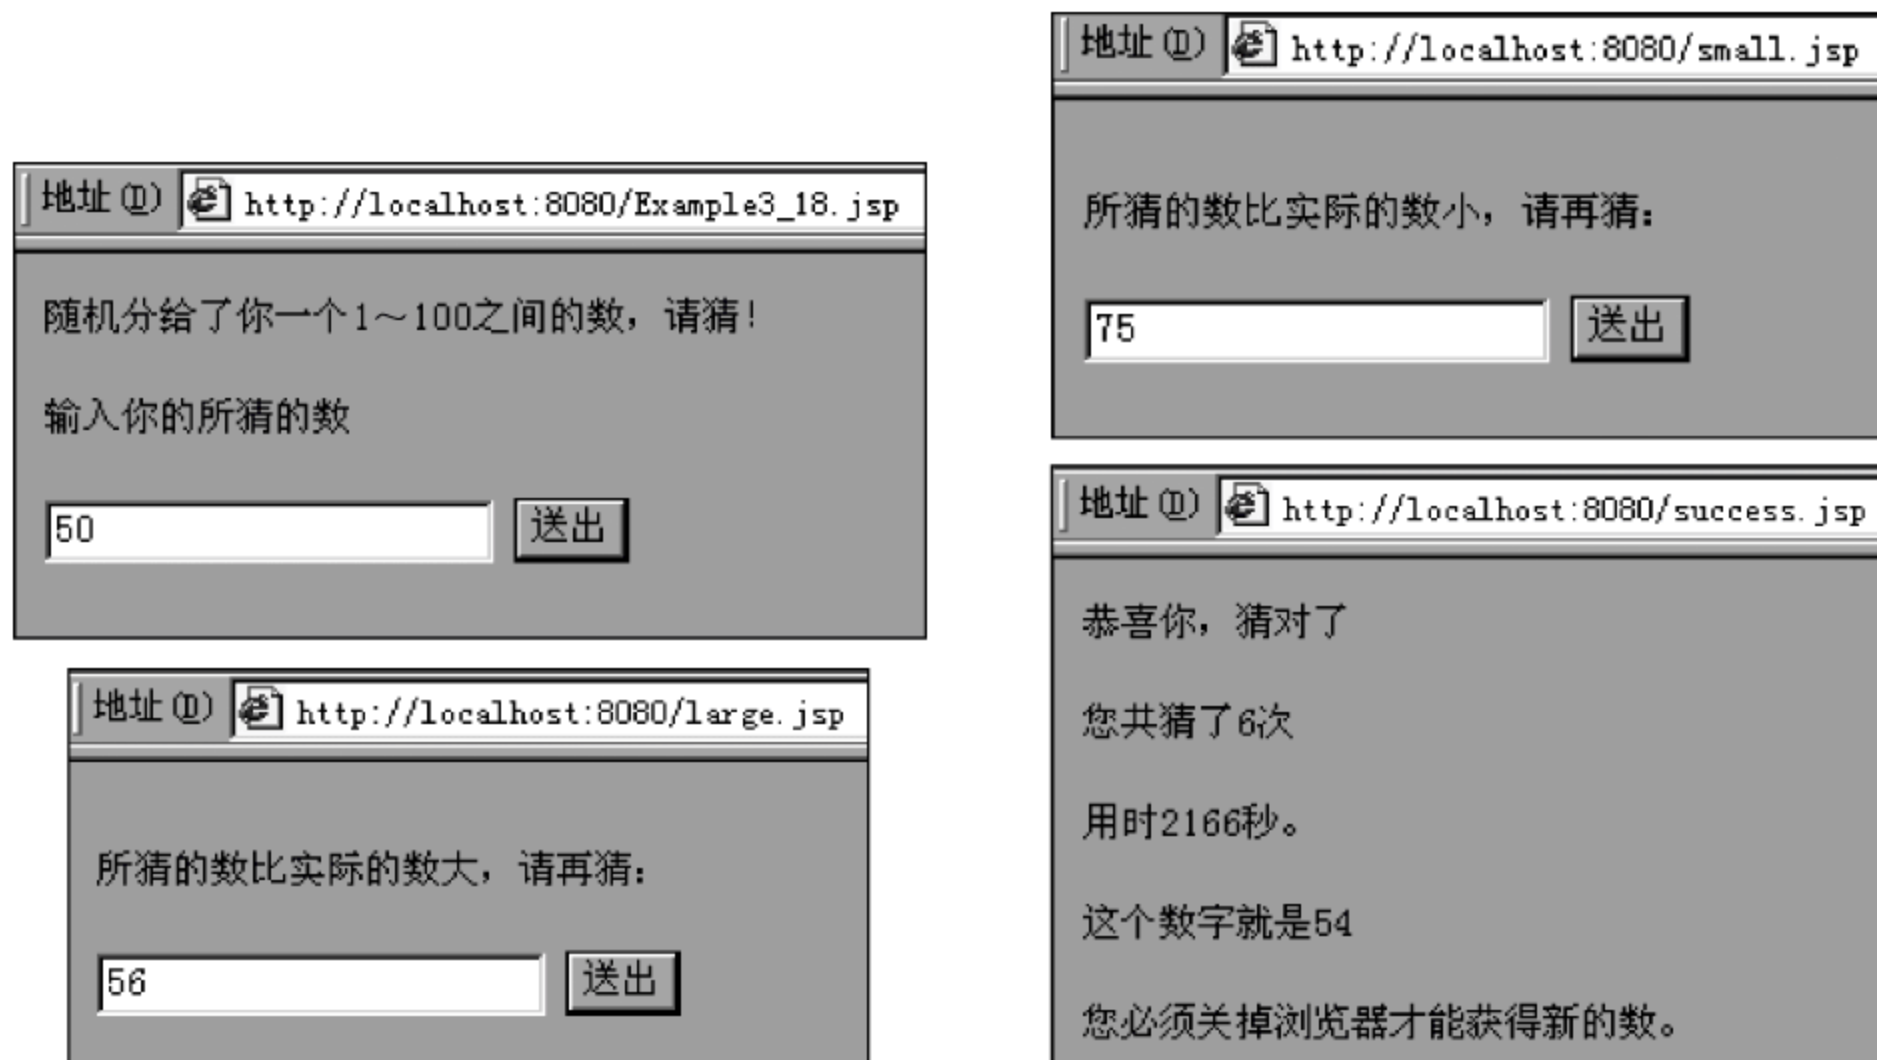 地址(D) http://localhost:8080/Example3_18.jsp
随机分给了你一个1～100之间的数，请猜！
输入你的所猜的数
50 送出
地址(D) http://localhost:8080/large.jsp
所猜的数比实际的数大，请再猜：
56 送出
地址(D) http://localhost:8080/small.jsp
所猜的数比实际的数小，请再猜：
75 送出
地址(D) http://localhost:8080/success.jsp
恭喜你，猜对了
您共猜了6次
用时2166秒。
这个数字就是54
您必须关掉浏览器才能获得新的数。